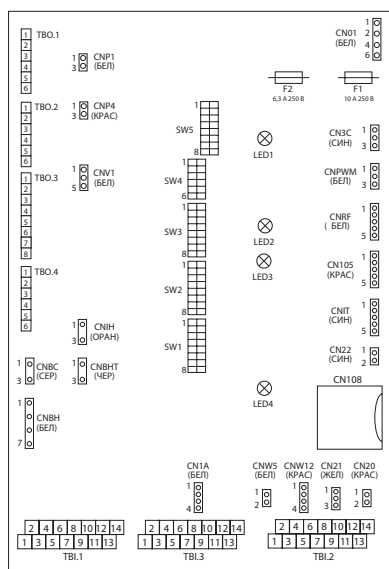 TBO.1
1
2
3
4
5
6
CNP1
(БЕЛ)
1
3
CN01
(БЕЛ)
1
2
4
6
F2
6,3 A 250 В
F1
10 A 250 В
TBO.2
1
2
3
4
5
6
CNP4
(КРАС)
1
3
SW5
1
8
LED1
CN3C
(СИН)
1
3
TBO.3
1
2
3
4
5
6
7
8
CNV1
(БЕЛ)
1
5
SW4
1
6
CNPWM
(БЕЛ)
1
3
SW3
1
8
LED2
CNRF
( БЕЛ)
1
5
TBO.4
1
2
3
4
5
6
SW2
1
8
LED3
CN105
(КРАС)
1
5
CNIH
(ОРАН)
1
3
SW1
1
8
CNIT
(СИН)
1
5
CNBC
(СЕР)
1
3
CNBHT
(ЧЕР)
1
3
CN22
(СИН)
1
2
CNBH
(БЕЛ)
1
7
LED4
CN108
CN1A
(БЕЛ)
1
4
CNW5
(БЕЛ)
1
2
CNW12
(КРАС)
1
4
CN21
(ЖЕЛ)
1
3
CN20
(КРАС)
1
2
2 4 6 8 10 12 14
1 3 5 7 9 11 13
TBI.1
2 4 6 8 10 12 14
1 3 5 7 9 11 13
TBI.3
2 4 6 8 10 12 14
1 3 5 7 9 11 13
TBI.2